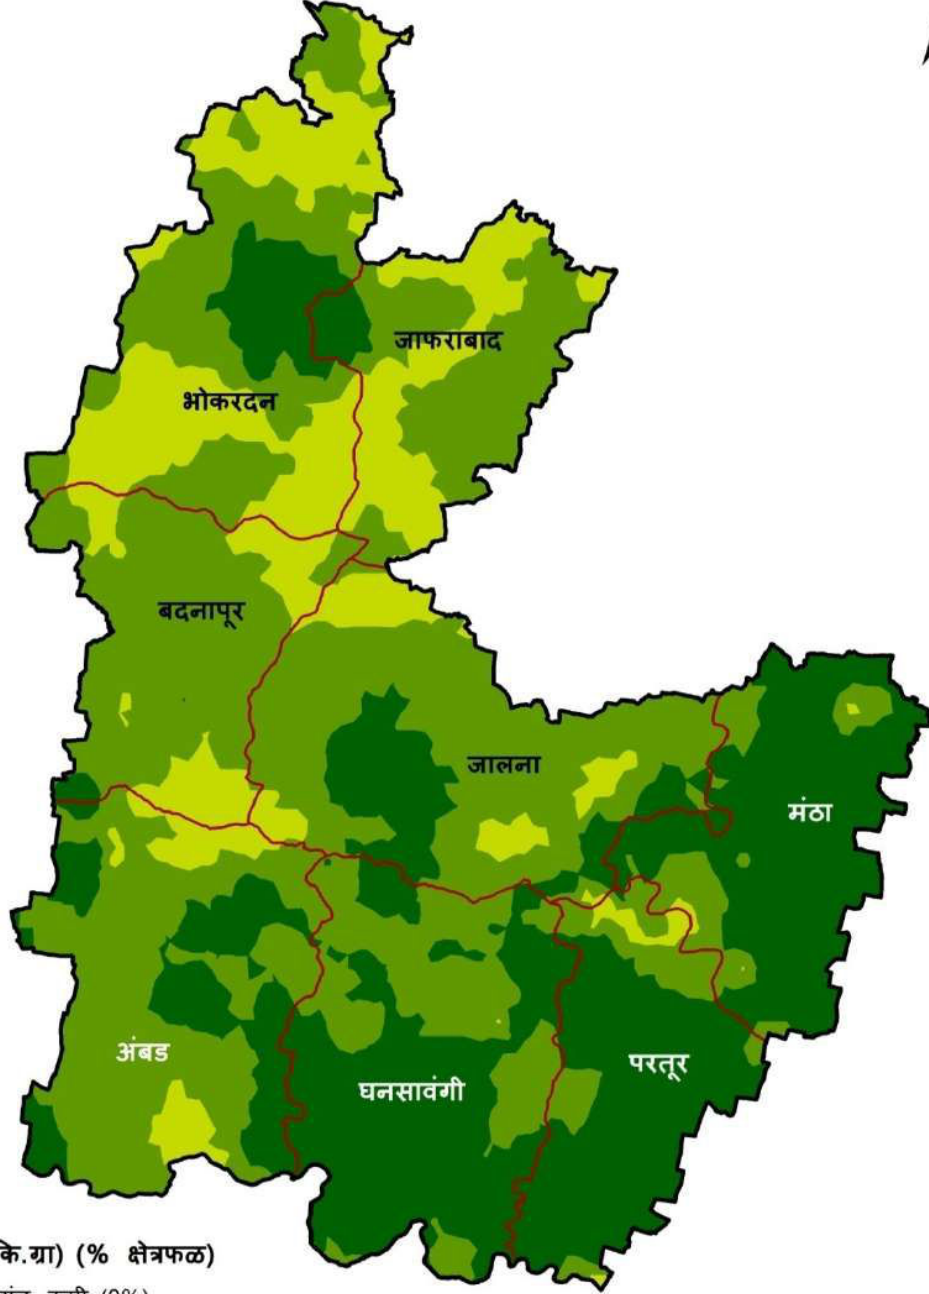 जाफराबाद
भोकरदन
बदनापूर
जालना
मंठा
अंबड
घनसावंगी
परतूर
कि.ग्रा) (% क्षेत्रफळ)